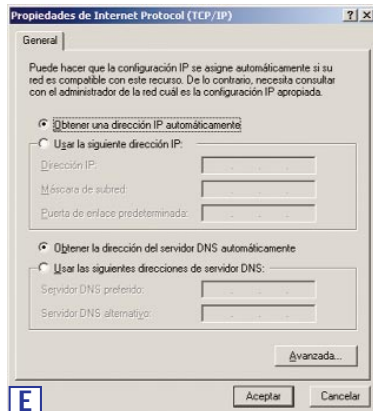 Propiedades de Internet Protocol (TCP/IP)
General
Puede hacer que la configuración IP se asigne automáticamente si su
red es compatible con este recurso. De lo contrario, necesita consultar
con el administrador de la red cuál es la configuración IP apropiada.
Obtener una dirección IP automáticamente
Usar la siguiente dirección IP:
Dirección IP:
Máscara de subred:
Puerta de enlace predeterminada:
Obtener la dirección del servidor DNS automáticamente
Usar las siguientes direcciones de servidor DNS:
Servidor DNS preferido:
Servidor DNS alternativo:
Avanzada...
E
Aceptar Cancelar